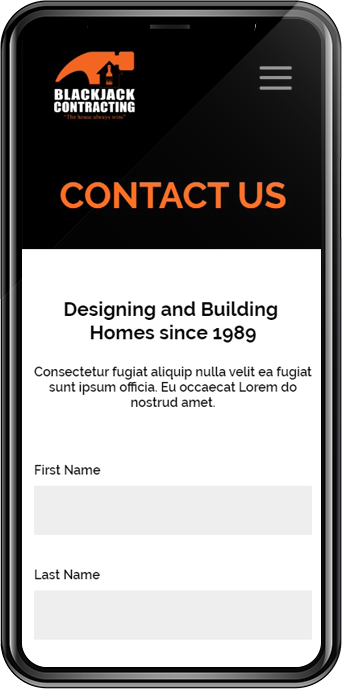 BLACKJACK
CONTRACTING
"The house always wins"
CONTACT US
Designing and Building
Homes since 1989
Consectetur fugiat aliquip nulla velit ea fugiat
sunt ipsum officia. Eu occaecat Lorem do
nostrud amet.
First Name
Last Name